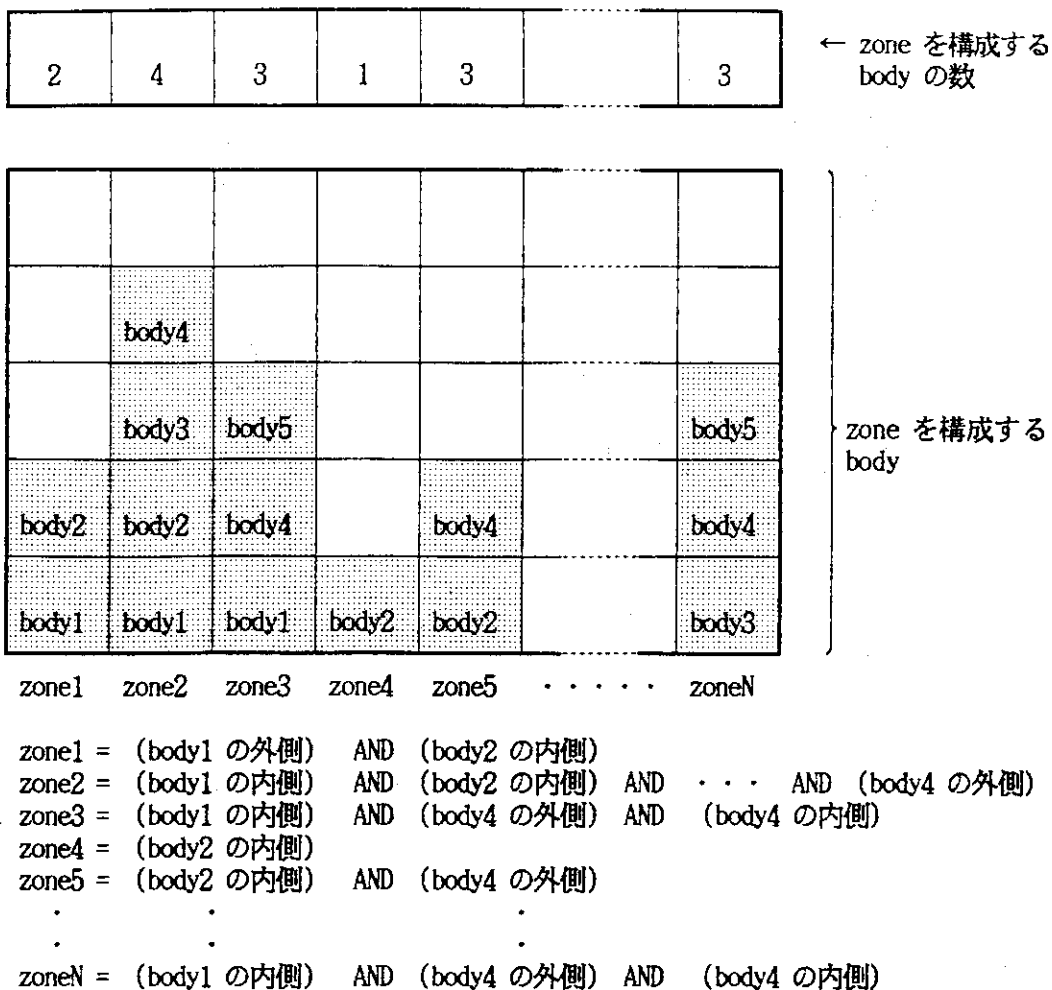 ← zone を構成する
2 4 3 1 3 3 body の数
body4
body3 body5 body5 zone を構成する
body
body2 body2 body4 body4 body4
body1 body1 body1 body2 body2 body3
zone1 zone2 zone3 zone4 zone5 ····· zoneN
zone1 = (body1 の外側) AND (body2 の内側)
zone2 = (body1 の内側) AND (body2 の内側) AND ··· AND (body4 の外側)
zone3 = (body1 の内側) AND (body4 の外側) AND (body4 の内側)
zone4 = (body2 の内側)
zone5 = (body2 の内側) AND (body4 の外側)
· · ·
· · ·
zoneN = (body1 の内側) AND (body4 の外側) AND (body4 の内側)